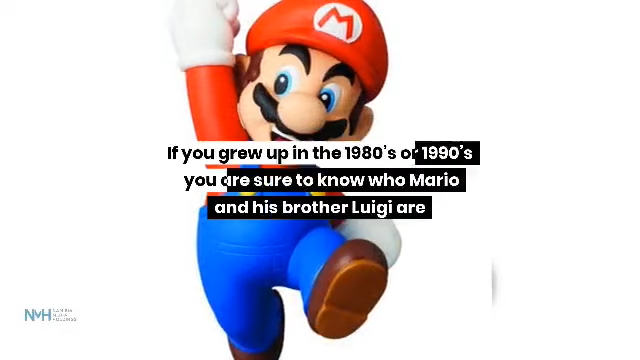 If you grew up in the 1980's or 1990's
you are sure to know who Mario
and his brother Luigi are
M
NMH